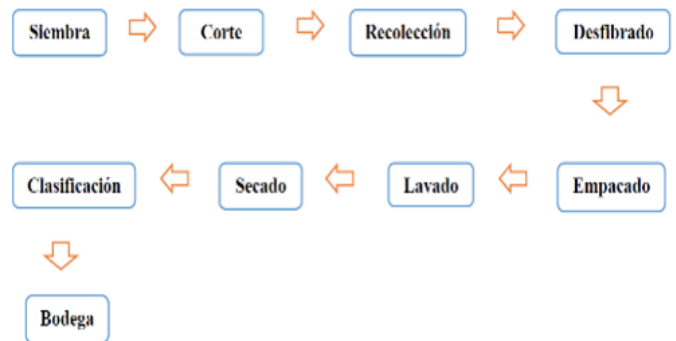 Siembra
Corte
Recolección
Desfibrado
Empacado
Lavado
Secado
Clasificación
Bodega